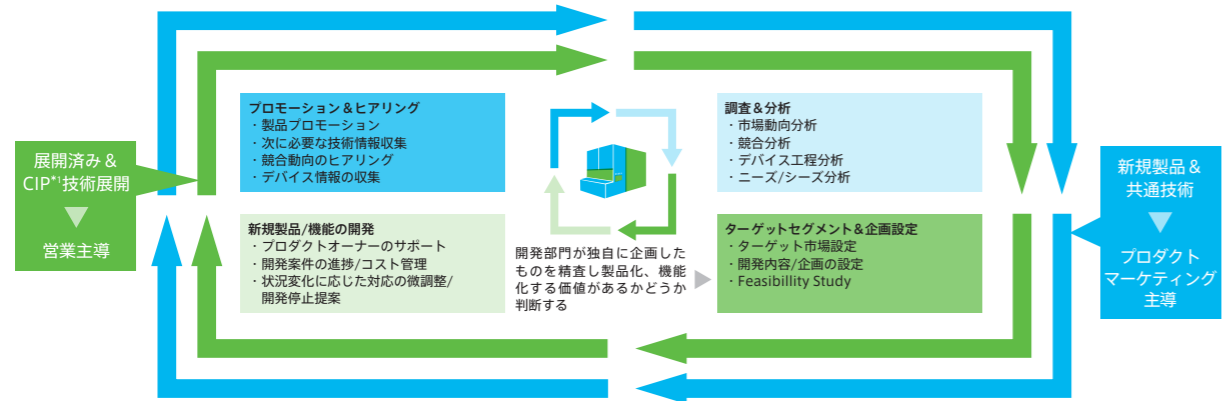 展開済み＆
CIP*1技術展開
営業主導
プロモーション＆ヒアリング
・製品プロモーション
・次に必要な技術情報収集
・競合動向のヒアリング
・デバイス情報の収集
調査＆分析
・市場動向分析
・競合分析
・デバイス工程分析
・ニーズ/シーズ分析
新規製品/機能の開発
・プロダクトオーナーのサポート
・開発案件の進捗/コスト管理
・状況変化に応じた対応の微調整/
開発停止提案
開発部門が独自に企画した
ものを精査し製品化、機能
化する価値があるかどうか
判断する
ターゲットセグメント＆企画設定
・ターゲット市場設定
・開発内容/企画の設定
・Feasibillity Study
新規製品＆
共通技術
プロダクト
マーケティング
主導